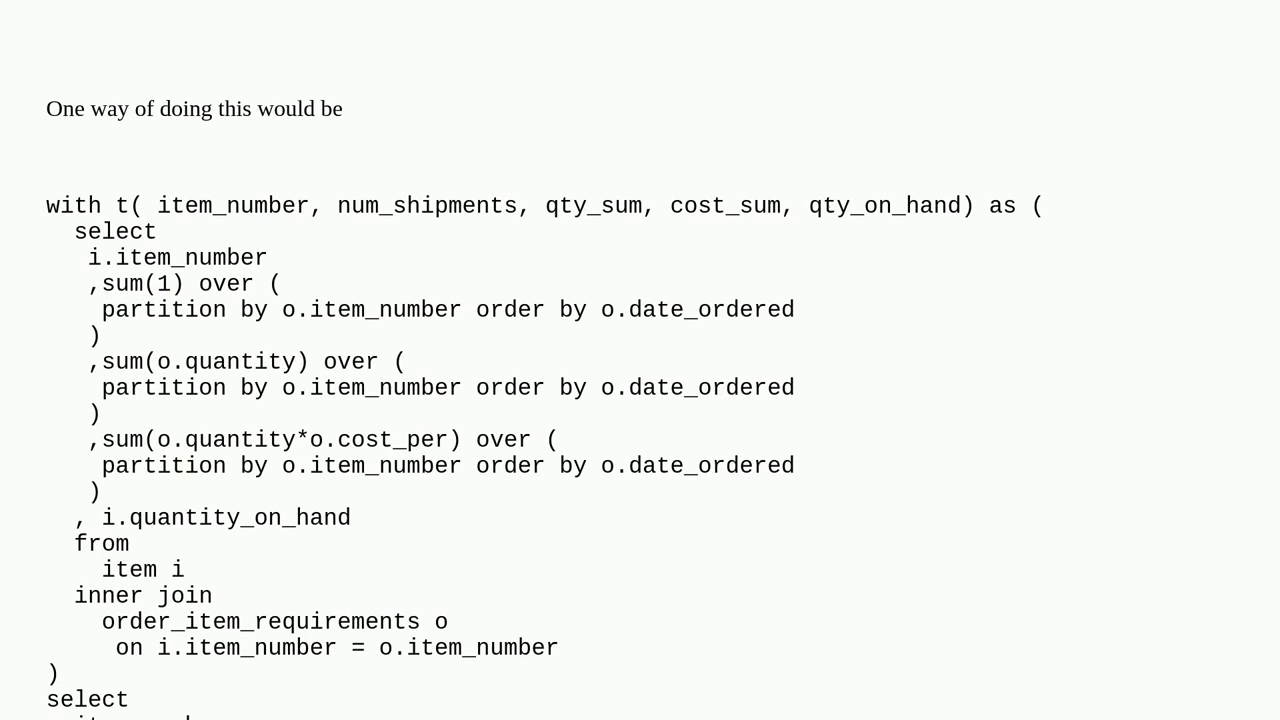 One way of doing this would be
with t( item_number, num_shipments, qty_sum, cost_sum, qty_on_hand) as (
  select
   i.item_number
   ,sum(1) over (
    partition by o.item_number order by o.date_ordered
   )
   ,sum(o.quantity) over (
    partition by o.item_number order by o.date_ordered
   )
   ,sum(o.quantity*o.cost_per) over (
    partition by o.item_number order by o.date_ordered
   )
  , i.quantity_on_hand
  from
    item i
  inner join
    order_item_requirements o
     on i.item_number = o.item_number
)
select